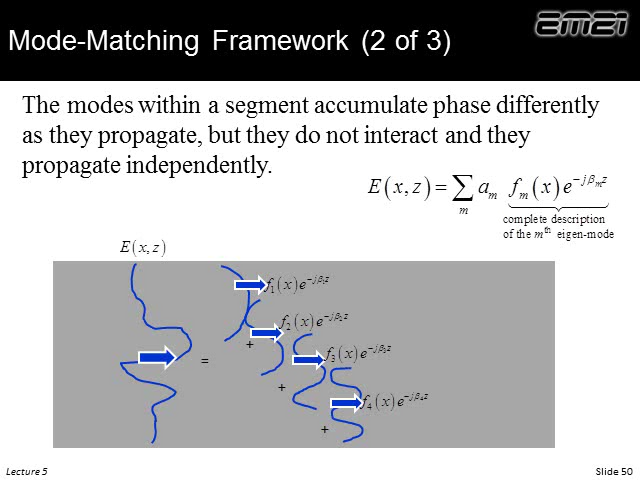 Mode-Matching Framework (2 of 3)
EM21
The modes within a segment accumulate phase differently
as they propagate, but they do not interact and they
propagate independently.
E(x,z) = ∑_m a_m f_m(x)e^{-jβ_m z}
complete description
of the m^th eigen-mode
E(x,z)
f_1(x)e^{-jβ_1 z}
f_2(x)e^{-jβ_2 z}
+
f_3(x)e^{-jβ_3 z}
=
+
f_4(x)e^{-jβ_4 z}
+
Lecture 5
Slide 50